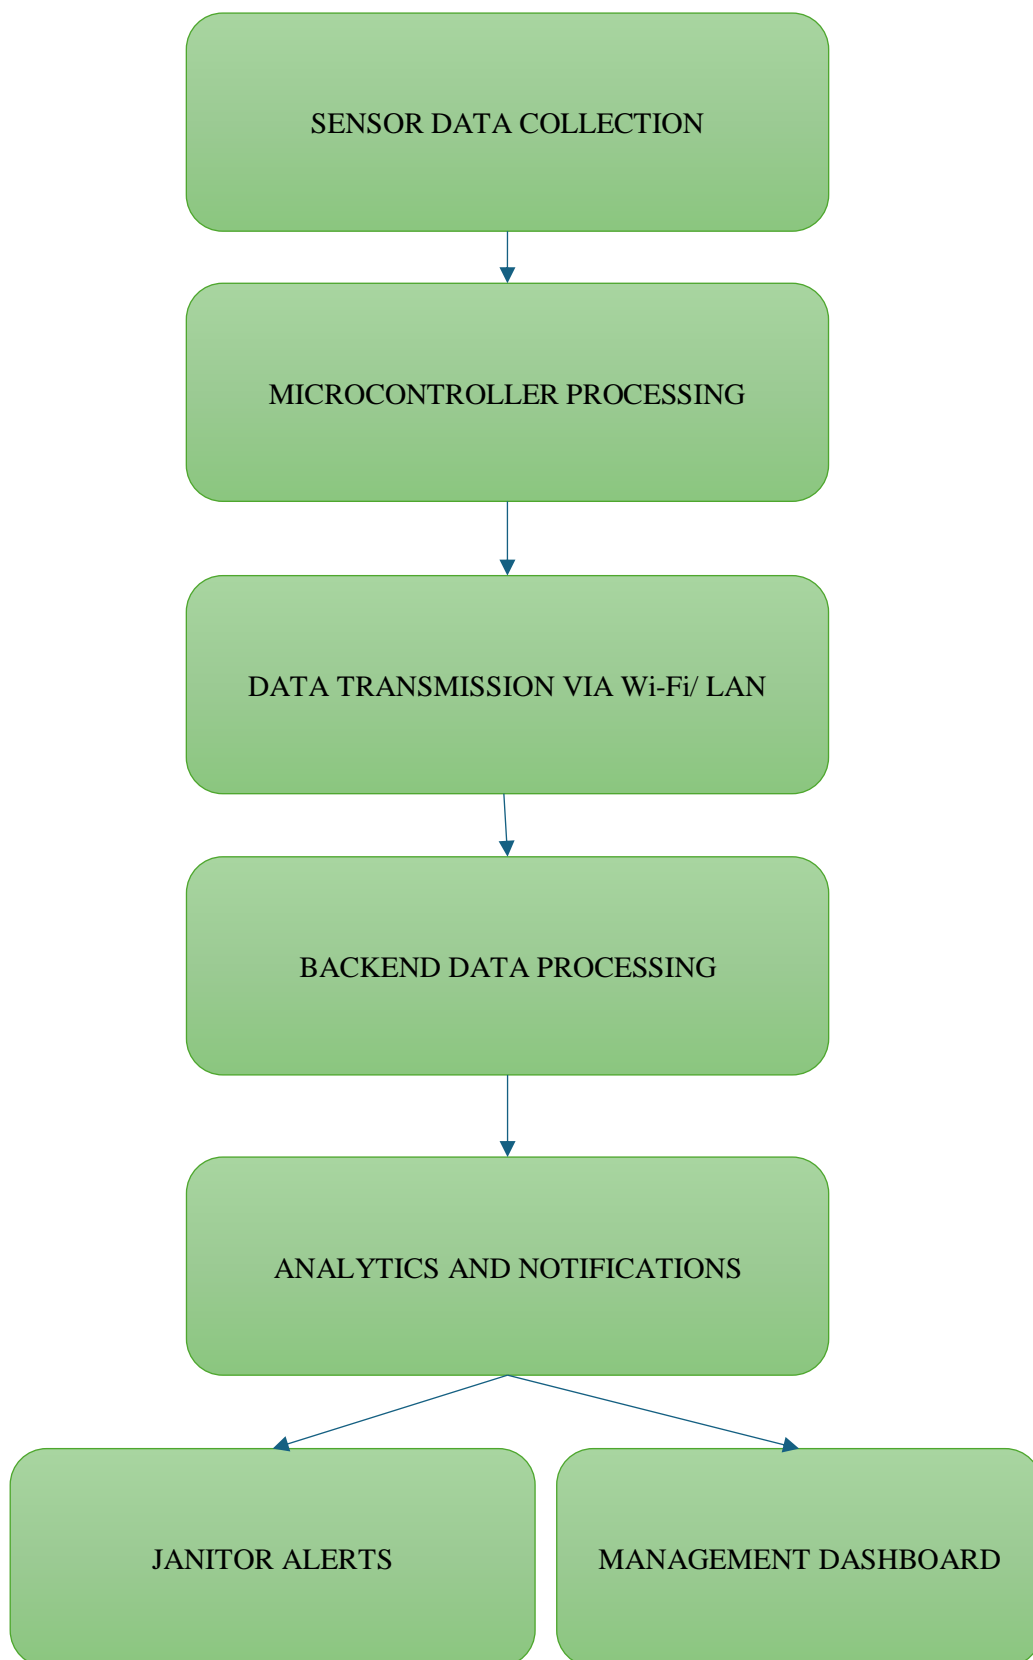 SENSOR DATA COLLECTION
MICROCONTROLLER PROCESSING
DATA TRANSMISSION VIA Wi-Fi/ LAN
BACKEND DATA PROCESSING
ANALYTICS AND NOTIFICATIONS
JANITOR ALERTS
MANAGEMENT DASHBOARD